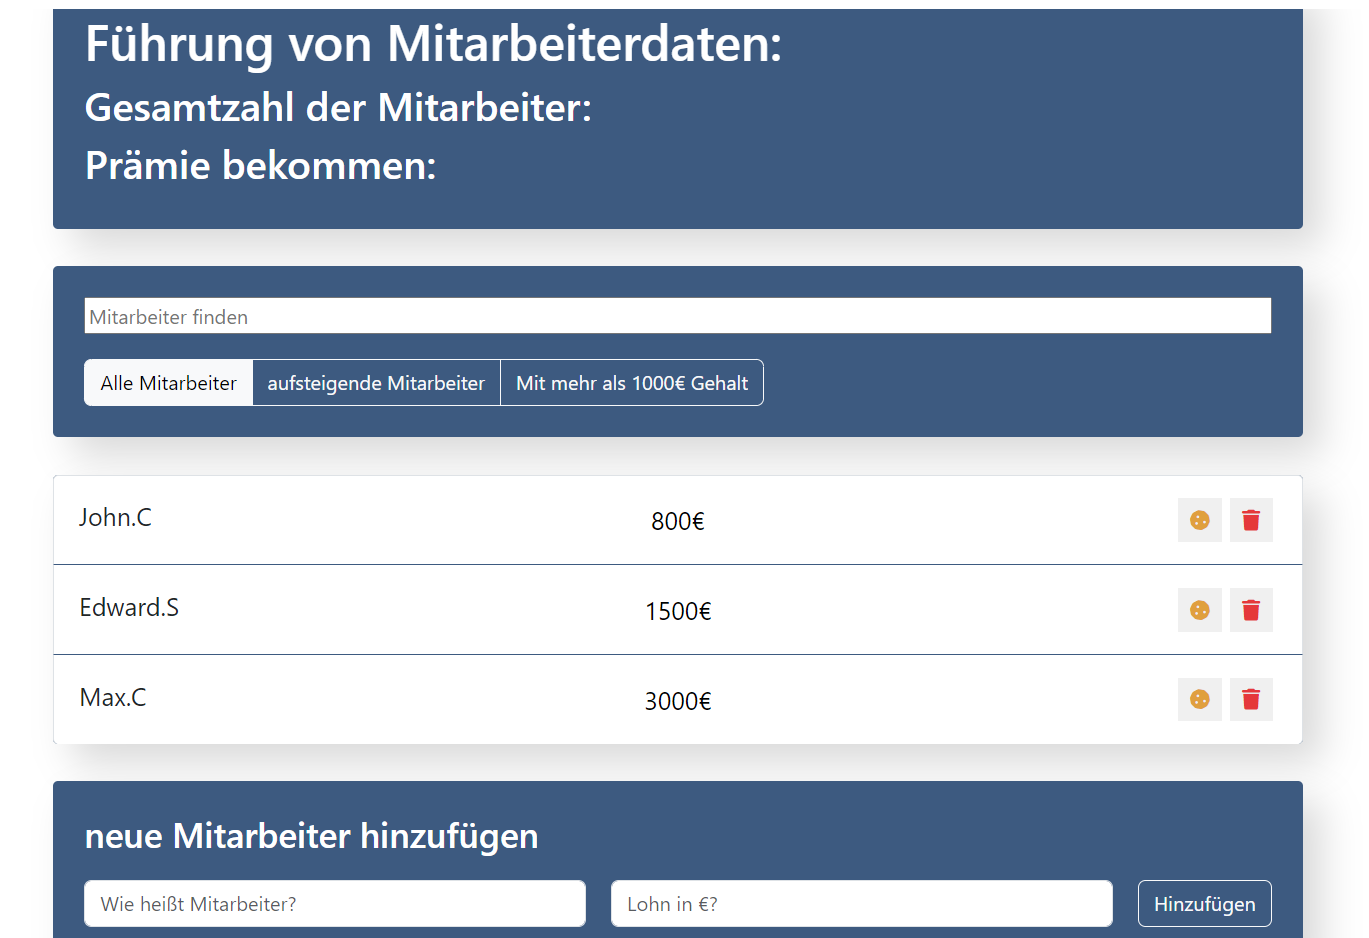 Führung von Mitarbeiterdaten:
Gesamtzahl der Mitarbeiter:
Prämie bekommen:
Mitarbeiter finden
Alle Mitarbeiter aufsteigende Mitarbeiter Mit mehr als 1000€ Gehalt
John.C 800€
Edward.S 1500€
Max.C 3000€
neue Mitarbeiter hinzufügen
Wie heißt Mitarbeiter? Lohn in €? Hinzufügen